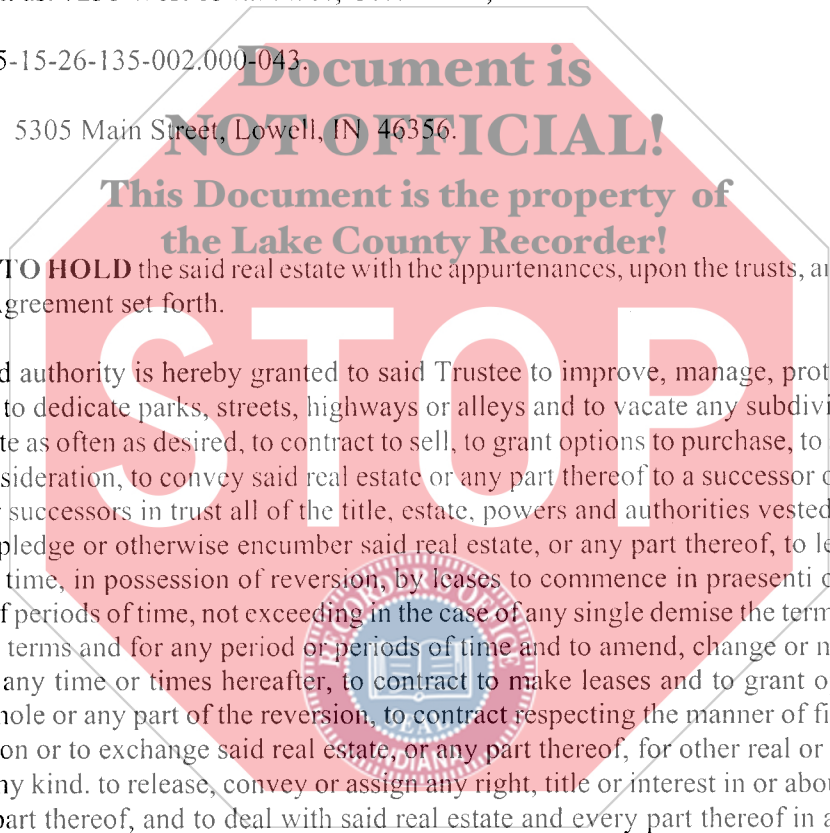 5-15-26-135-002.000-043.
Document is
5305 Main Street, Lowell, IN 46356.
NOT OFFICIAL!
This Document is the property of
the Lake County Recorder!
TO HOLD the said real estate with the appurtenances, upon the trusts, a
greement set forth.
STOP
d authority is hereby granted to said Trustee to improve, manage, prot
to dedicate parks, streets, highways or alleys and to vacate any subdivi
te as often as desired, to contract to sell, to grant options to purchase, to
sideration, to convey said real estate or any part thereof to a successor
successors in trust all of the title, estate, powers and authorities vested
pledge or otherwise encumber said real estate, or any part thereof, to le
time, in possession of reversion, by leases to commence in praesenti
f periods of time, not exceeding in the case of any single demise the term
terms and for any period or periods of time and to amend, change or m
any time or times hereafter, to contract to make leases and to grant o
hole or any part of the reversion, to contract respecting the manner of fi
on or to exchange said real estate, or any part thereof, for other real or
ny kind. to release, convey or assign any right, title or interest in or abou
part thereof, and to deal with said real estate and every part thereof in a
RECORDER'S OFFICE
SEAL
INDIANA